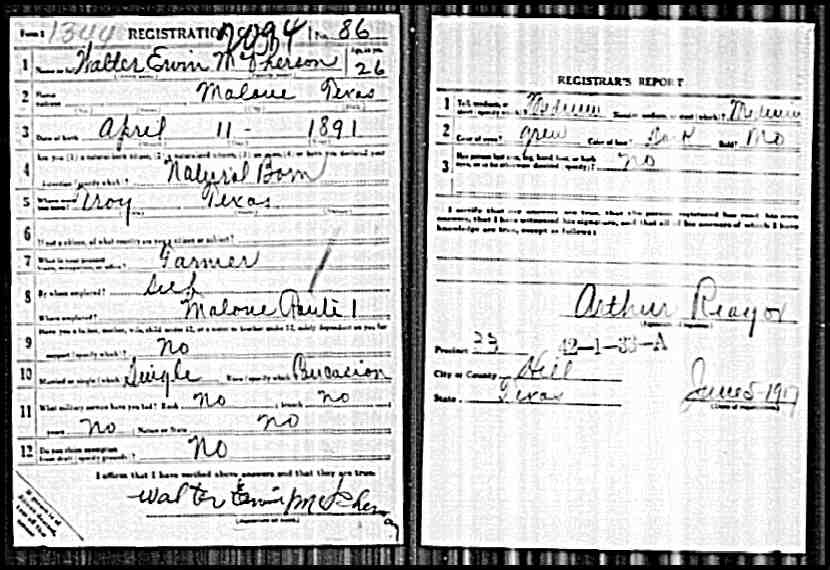 Form 1 1344 REGISTRATION No. 86
1 Walter Ervin McPherson Age, in yrs. 26
2 Home address Malone Texas
3 Date of birth April 11 - 1891
4 Are you (1) a natural born citizen, (2) a naturalized citizen, (3) an alien, (4) or have you declared your
intention (specify which)? Natural Born
5 Where were you born? Troy Texas
6 If not a citizen, of what country are you a citizen or subject?
7 What is your present trade, occupation, or office? Farmer
8 By whom employed? Self
Where employed? Malone Route 1
9 Have you a father, mother, wife, child under 12, or a sister or brother under 12, solely dependent on you for
support (specify which)? No
10 Married or single (which)? Single Race (specify which)?
11 What military service have you had? Rank No branch no
years No Nation or State No
12 Do you claim exemption from draft (specify grounds)? No
I affirm that I have verified above answers and that they are true.
Walter Ervin McPherson
(Signature or mark)
REGISTRAR'S REPORT
1 Tall, medium, or short (specify which)? Medium Slender, medium, or stout (which)? Medium
2 Color of eyes? Color of hair? Bald? No
3 Has person lost arm, leg, hand, foot, or both eyes, or is he otherwise disabled (specify)? No
I certify that my answers are true, that the person registered has read his own
answers, that I have witnessed his signature, and that all of his answers of which I have
knowledge are true, except as follows:
Arthur
(Signature of registrar)
Precinct 23 42-1-33-A
City or County Hill
State Texas June 5-1917
(Date of registration)